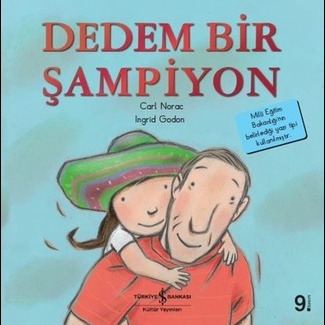 DEDEM BİR
ŞAMPİYON
Carl Norac
Ingrid Godon
Milli Eğitim
Bakanlığı'nın
belirlediği yazı tipi
kullanılmıştır.
TÜRKİYE İŞ BANKASI
Kültür Yayınları
9.
Basım